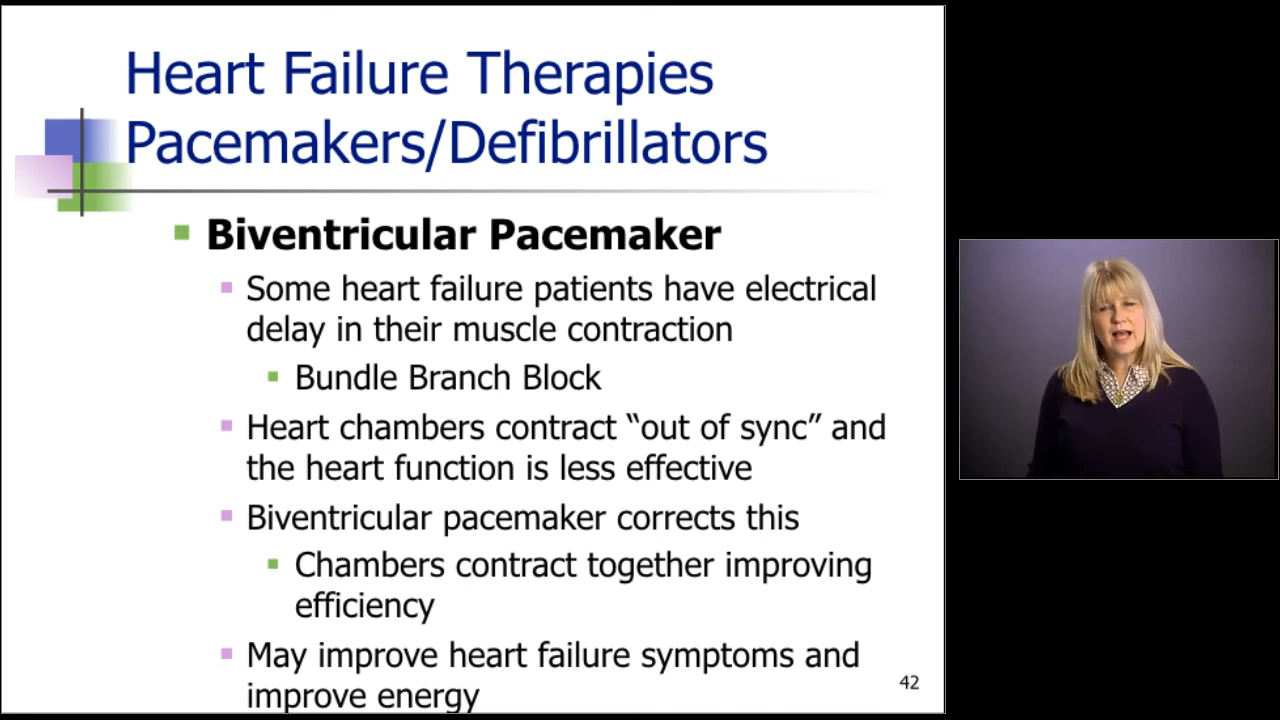 Heart Failure Therapies
Pacemakers/Defibrillators
Biventricular Pacemaker
Some heart failure patients have electrical
delay in their muscle contraction
Bundle Branch Block
Heart chambers contract “out of sync” and
the heart function is less effective
Biventricular pacemaker corrects this
Chambers contract together improving
efficiency
May improve heart failure symptoms and
improve energy
42